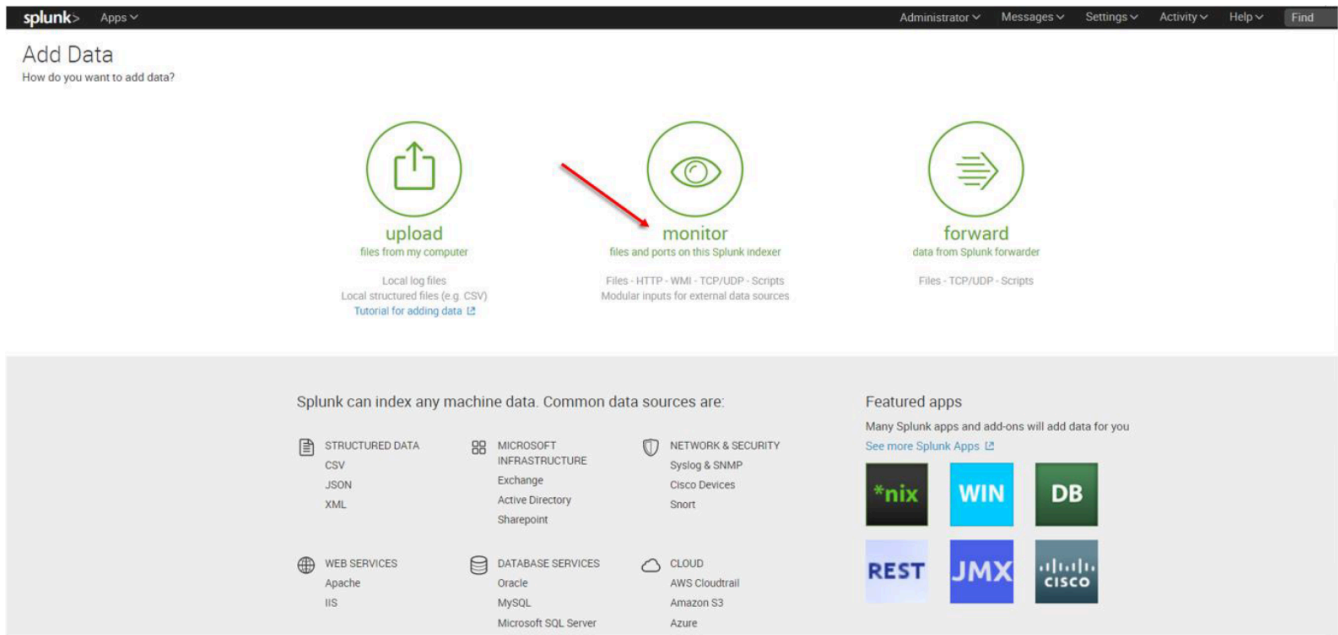 splunk> Apps Administrator Messages Settings Activity Help Find
Add Data
How do you want to add data?
upload
files from my computer
Local log files
Local structured files (e.g. CSV)
Tutorial for adding data
monitor
files and ports on this Splunk indexer
Files - HTTP - WMI - TCP/UDP - Scripts
Modular inputs for external data sources
forward
data from Splunk forwarder
Files - TCP/UDP - Scripts
Splunk can index any machine data. Common data sources are:
STRUCTURED DATA
CSV
JSON
XML
MICROSOFT
INFRASTRUCTURE
Exchange
Active Directory
Sharepoint
NETWORK & SECURITY
Syslog & SNMP
Cisco Devices
Snort
WEB SERVICES
Apache
IIS
DATABASE SERVICES
Oracle
MySQL
Microsoft SQL Server
CLOUD
AWS Cloudtrail
Amazon S3
Azure
Featured apps
Many Splunk apps and add-ons will add data for you
See more Splunk Apps
*nix
WIN
DB
REST
JMX
CISCO